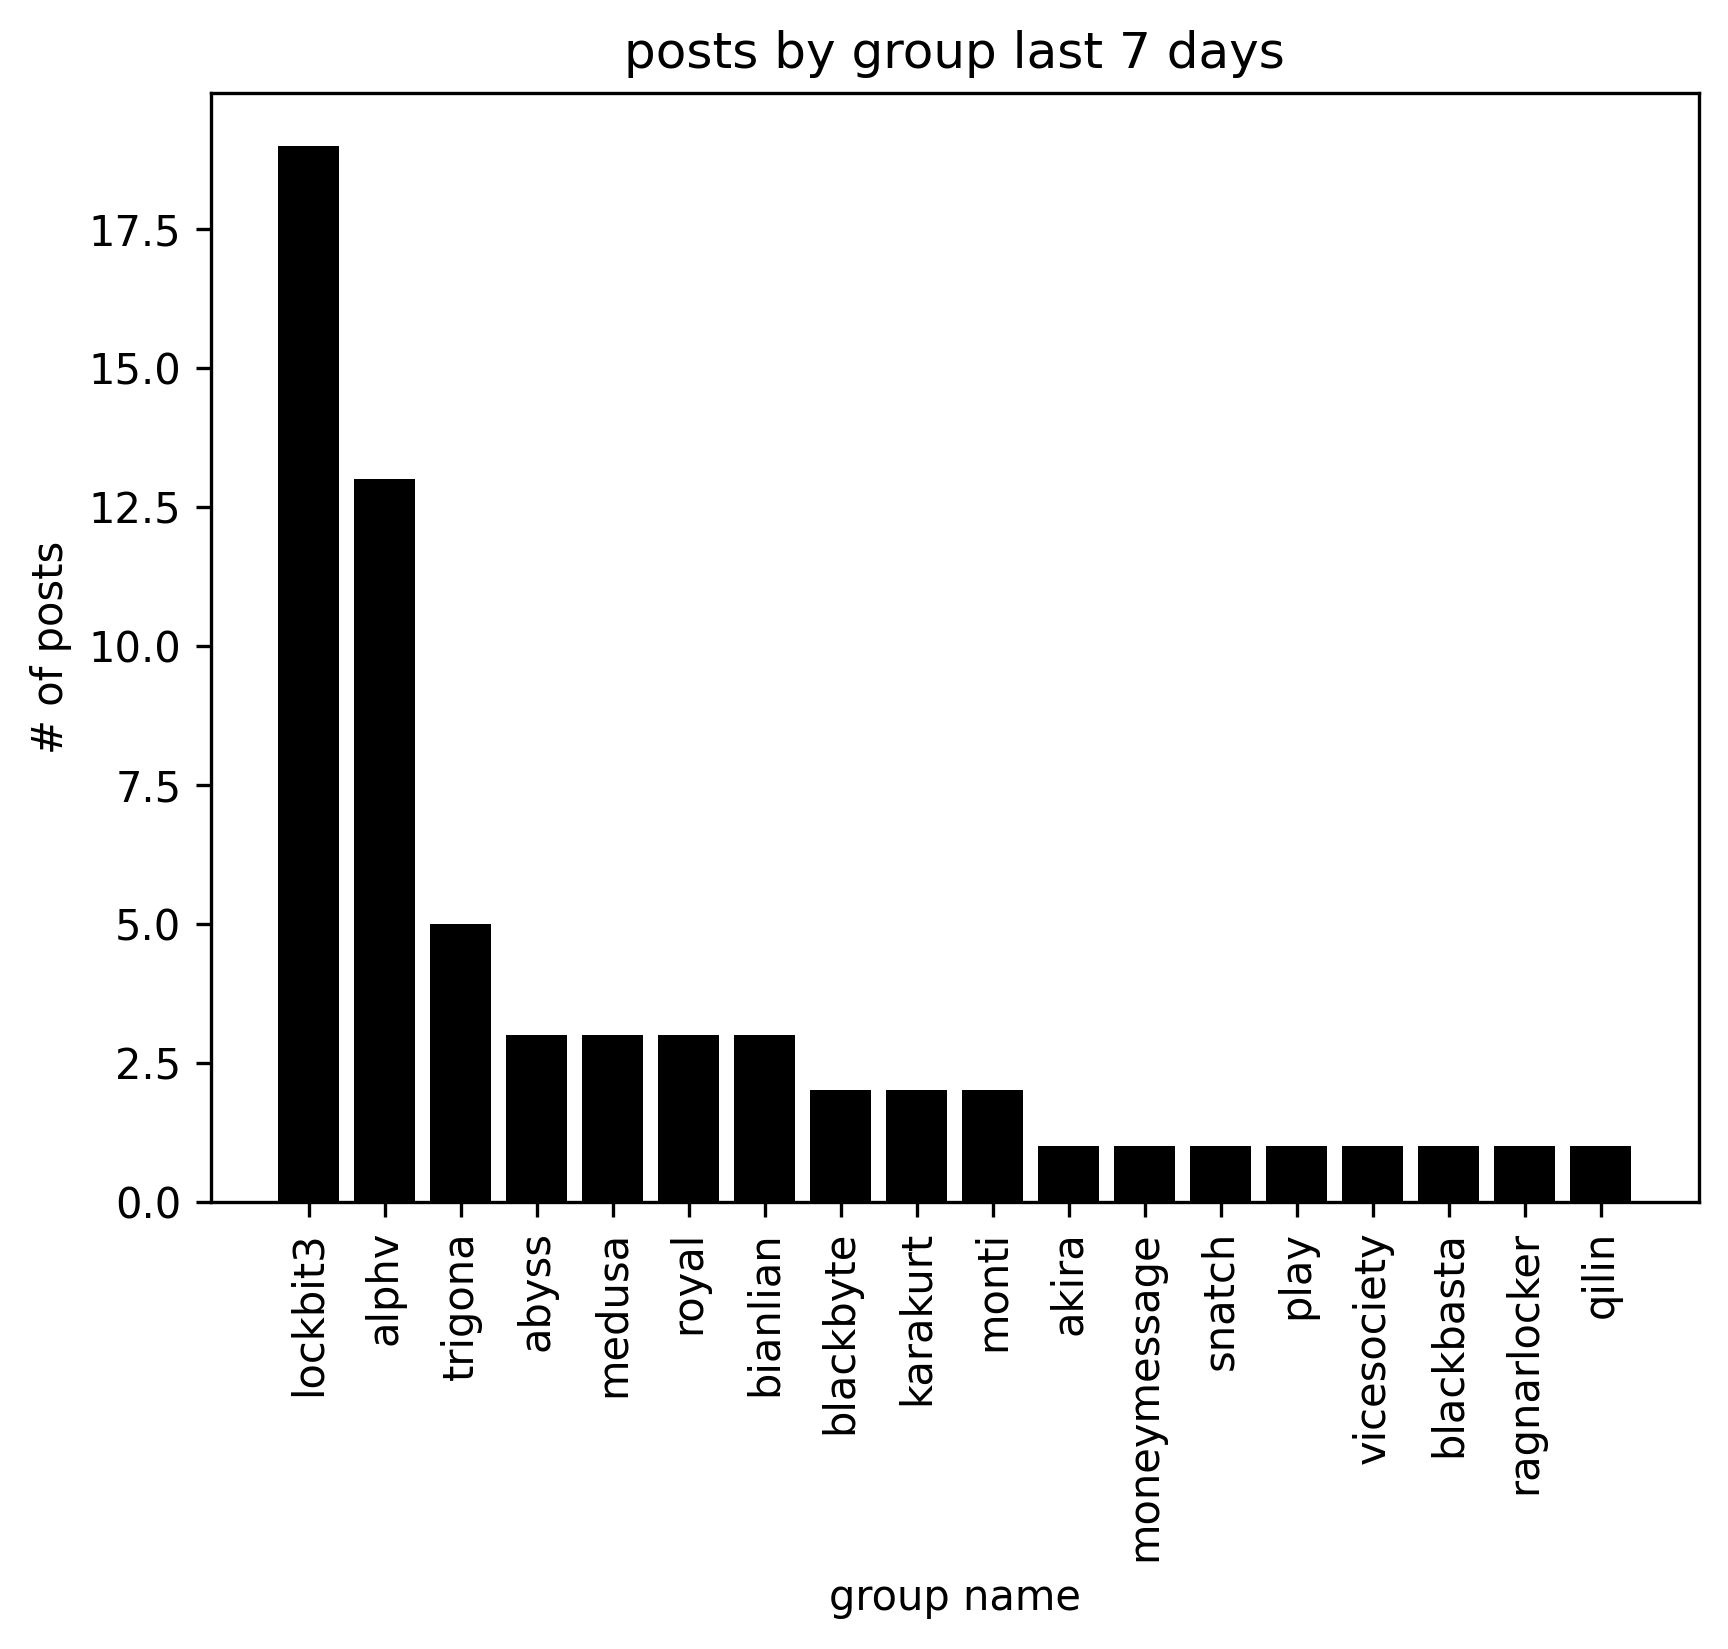 posts by group last 7 days
# of posts
17.5
15.0
12.5
10.0
7.5
5.0
2.5
0.0
lockbit3
alphv
trigona
abyss
medusa
royal
bianlian
blackbyte
karakurt
monti
akira
moneymessage
snatch
play
vicesociety
blackbasta
ragnarlocker
qilin
group name